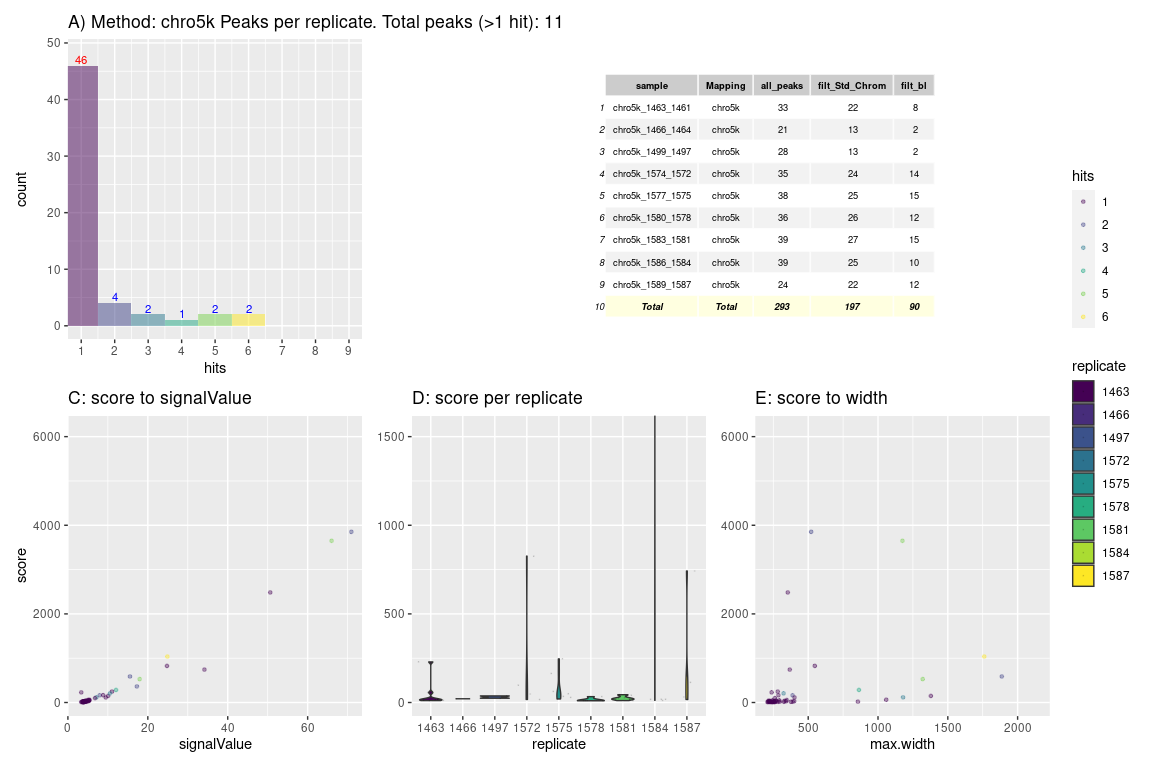 A) Method: chro5k Peaks per replicate. Total peaks (>1 hit): 11
50
40
30
20
10
0
count
46
4
2
1
2
2
1 2 3 4 5 6 7 8 9
hits
sample Mapping all_peaks filt_Std_Chrom filt_bl
1 chro5k_1463_1461 chro5k 33 22 8
2 chro5k_1466_1464 chro5k 21 13 2
3 chro5k_1499_1497 chro5k 28 13 2
4 chro5k_1574_1572 chro5k 35 24 14
5 chro5k_1577_1575 chro5k 38 25 15
6 chro5k_1580_1578 chro5k 36 26 12
7 chro5k_1583_1581 chro5k 39 27 15
8 chro5k_1586_1584 chro5k 39 25 10
9 chro5k_1589_1587 chro5k 24 22 12
10 Total Total 293 197 90
hits
1
2
3
4
5
6
replicate
1463
1466
1497
1572
1575
1578
1581
1584
1587
C: score to signalValue
6000
4000
2000
0
score
0 20 40 60
signalValue
D: score per replicate
1500
1000
500
0
1463 1466 1497 1572 1575 1578 1581 1584 1587
replicate
E: score to width
6000
4000
2000
0
500 1000 1500 2000
max.width